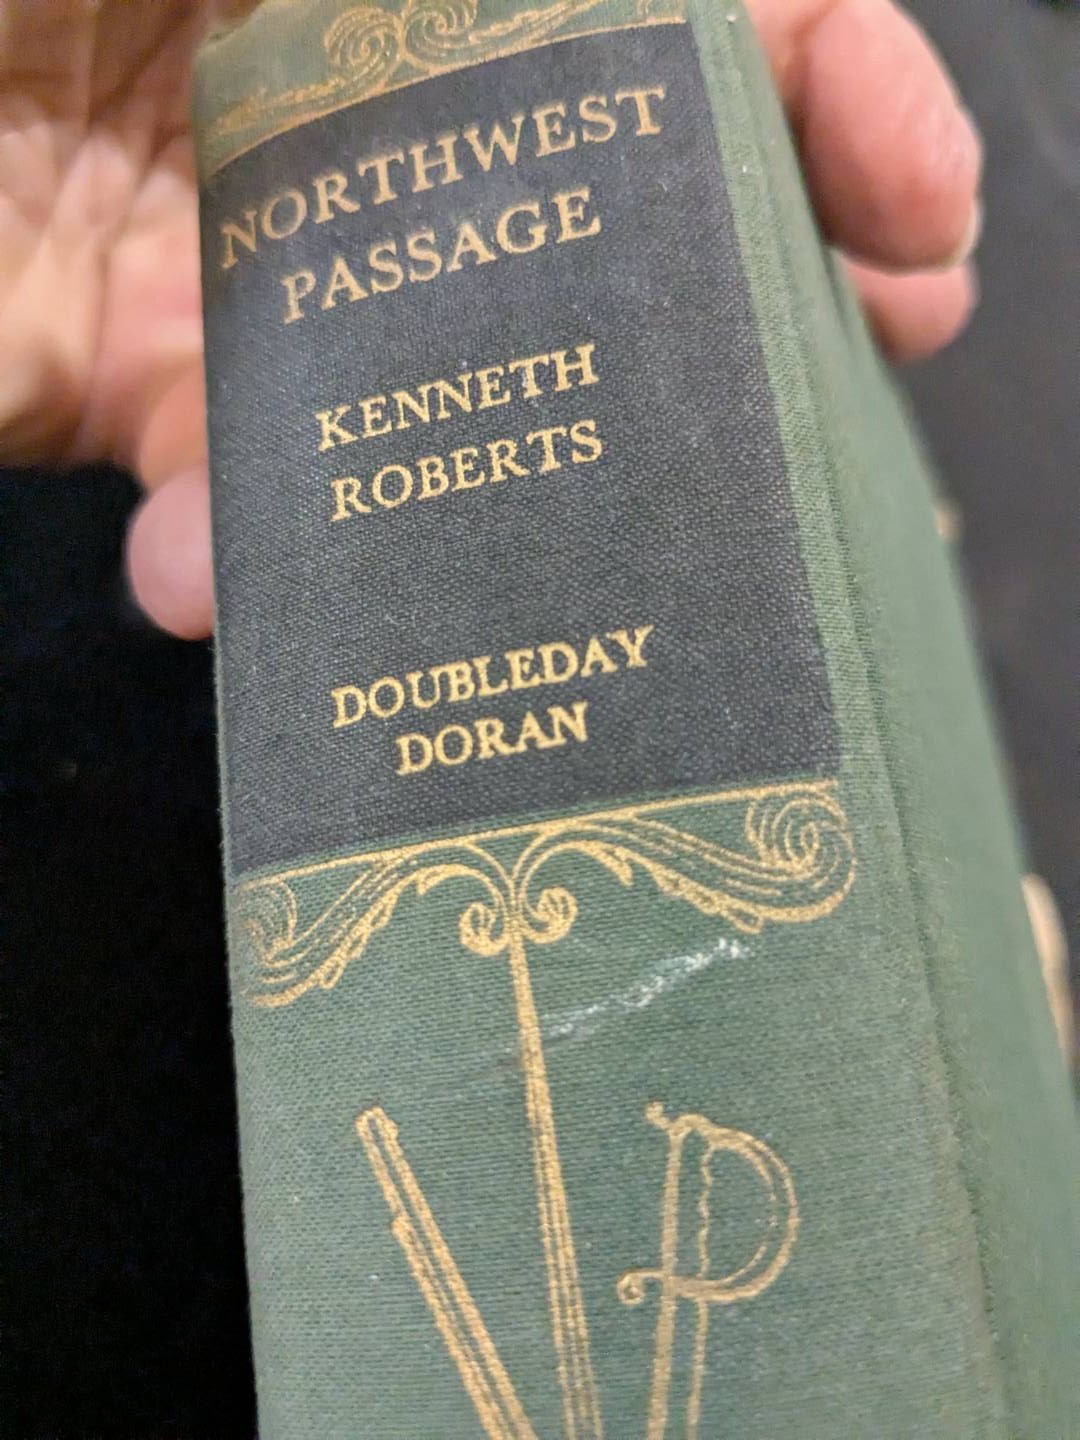 NORTHWEST
PASSAGE
KENNETH
ROBERTS
DOUBLEDAY
DORAN